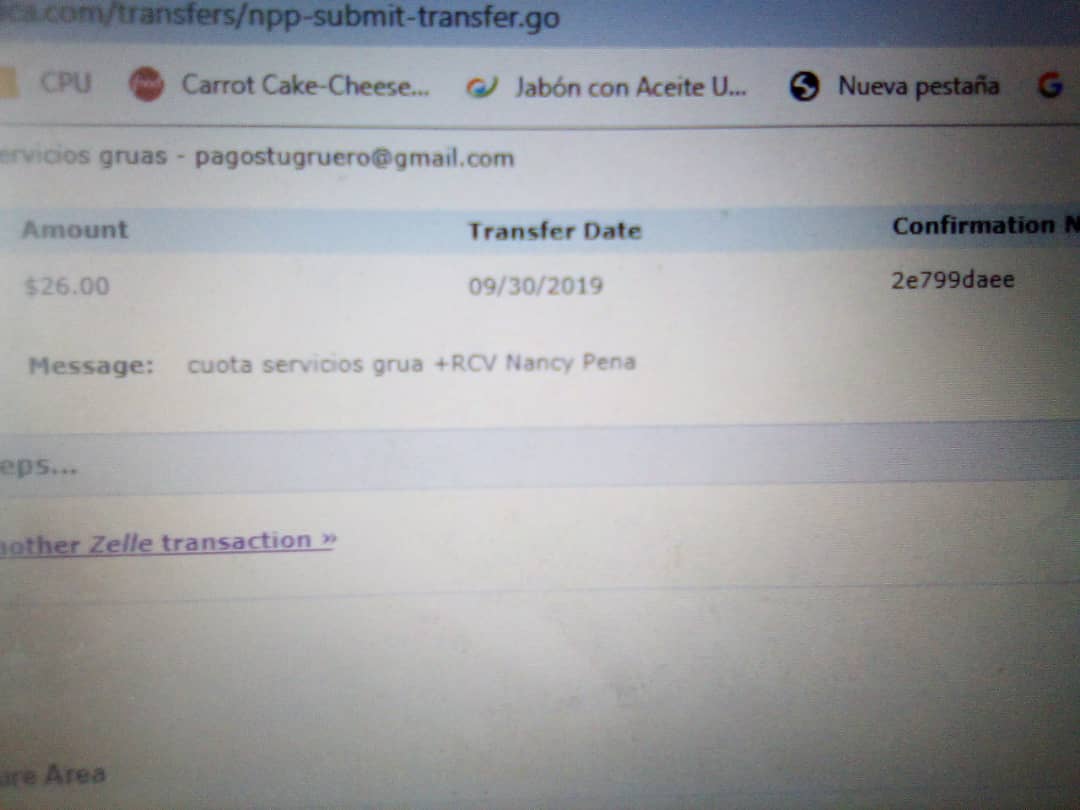 ica.com/transfers/npp-submit-transfer.go
CPU Carrot Cake-Cheese... Jabón con Aceite U... Nueva pestaña
ervicios gruas - pagostugruero@gmail.com
Amount Transfer Date Confirmation N
$26.00 09/30/2019 2e799daee
Message: cuota servicios grua +RCV Nancy Pena
eps...
nother Zelle transaction »
ure Area